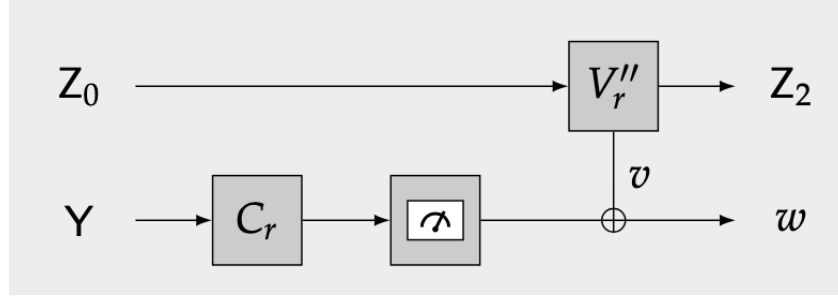 Z₀ V″ᵣ Z₂
v
Y Cᵣ w